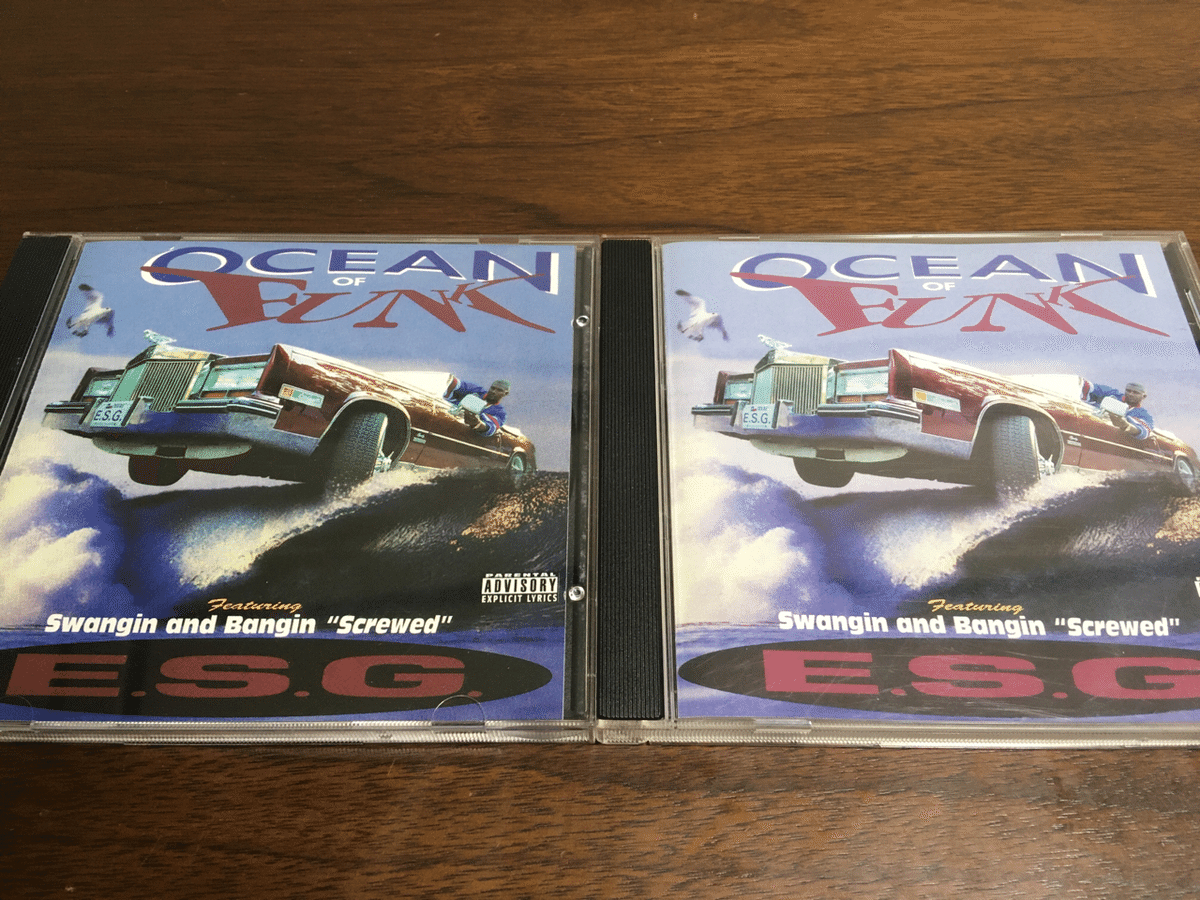 OCEAN
OF
FUNK
E.S.G.
PARENTAL
ADVISORY
EXPLICIT LYRICS
Featuring
Swangin and Bangin "Screwed"
E.S.G.
OCEAN
OF
FUNK
E.S.G.
Featuring
Swangin and Bangin "Screwed"
E.S.G